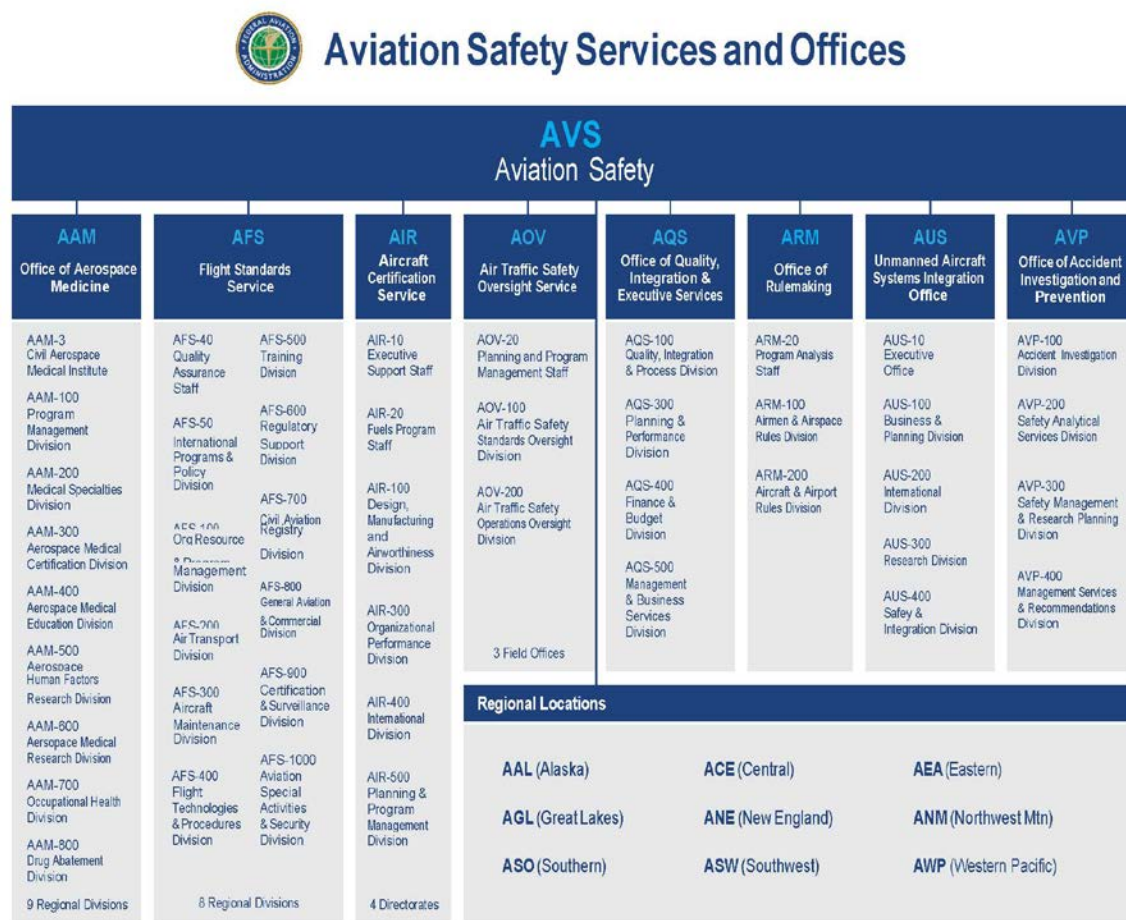 FEDERAL AVIATION
ADMINISTRATION
Aviation Safety Services and Offices
AVS
Aviation Safety
AAM
Office of Aerospace
Medicine
AAM-3
Civil Aerospace
Medical Institute
AAM-100
Program
Management
Division
AAM-200
Medical Specialties
Division
AAM-300
Aerospace Medical
Certification Division
AAM-400
Aerospace Medical
Education Division
AAM-500
Aerospace
Human Factors
Research Division
AAM-600
Aersopace Medical
Research Division
AAM-700
Occupational Health
Division
AAM-800
Drug Abatement
Division
9 Regional Divisions
AFS
Flight Standards
Service
AFS-40
Quality
Assurance
Staff
AFS-50
International
Programs &
Policy
Division
AFS-100
Org Resource
& Program
Management
Division
AFS-200
Air Transport
Division
AFS-300
Aircraft
Maintenance
Division
AFS-400
Flight
Technologies
& Procedures
Division
AFS-500
Training
Division
AFS-600
Regulatory
Support
Division
AFS-700
Civil Aviation
Registry
Division
AFS-800
General Aviation
& Commercial
Division
AFS-900
Certification
& Surveillance
Division
AFS-1000
Aviation
Special
Activities
& Security
Division
8 Regional Divisions
AIR
Aircraft
Certification
Service
AIR-10
Executive
Support Staff
AIR-20
Fuels Program
Staff
AIR-100
Design,
Manufacturing
and
Airworthiness
Division
AIR-300
Organizational
Performance
Division
AIR-400
International
Division
AIR-500
Planning &
Program
Management
Division
4 Directorates
AOV
Air Traffic Safety
Oversight Service
AOV-20
Planning and Program
Management Staff
AOV-100
Air Traffic Safety
Standards Oversight
Division
AOV-200
Air Traffic Safety
Operations Oversight
Division
3 Field Offices
AQS
Office of Quality,
Integration &
Executive Services
AQS-100
Quality, Integration
& Process Division
AQS-300
Planning &
Performance
Division
AQS-400
Finance &
Budget
Division
AQS-500
Management
& Business
Services
Division
ARM
Office of
Rulemaking
ARM-20
Program Analysis
Staff
ARM-100
Airmen & Airspace
Rules Division
ARM-200
Aircraft & Airport
Rules Division
AUS
Unmanned Aircraft
Systems Integration
Office
AUS-10
Executive
Office
AUS-100
Business &
Planning Division
AUS-200
International
Division
AUS-300
Research Division
AUS-400
Safey &
Integration Division
AVP
Office of Accident
Investigation and
Prevention
AVP-100
Accident Investigation
Division
AVP-200
Safety Analytical
Services Division
AVP-300
Safety Management
& Research Planning
Division
AVP-400
Management Services
& Recommendations
Division
Regional Locations
AAL (Alaska)
ACE (Central)
AEA (Eastern)
AGL (Great Lakes)
ANE (New England)
ANM (Northwest Mtn)
ASO (Southern)
ASW (Southwest)
AWP (Western Pacific)